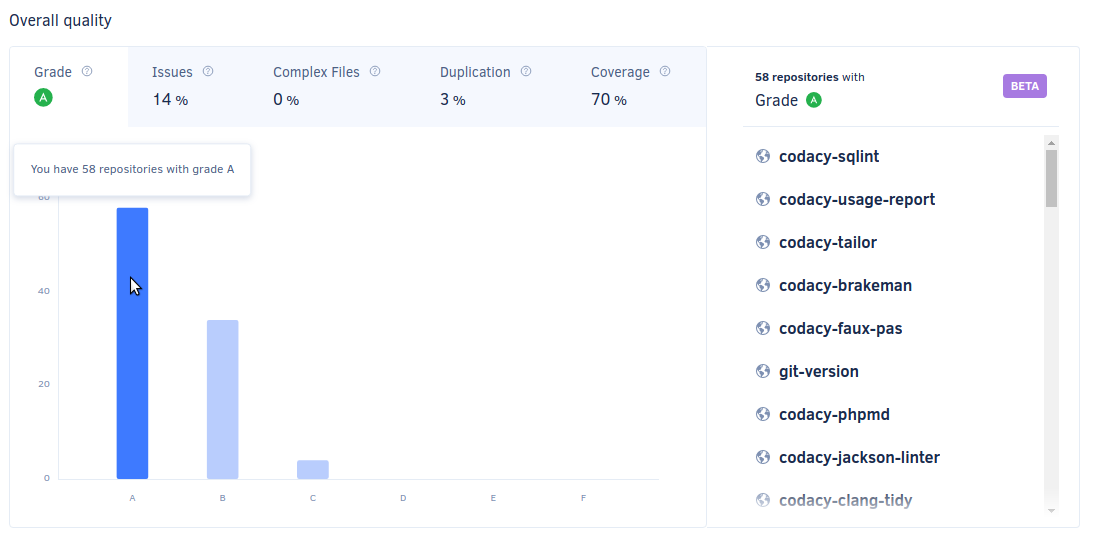 Overall quality
Grade
A
Issues
14 %
Complex Files
0 %
Duplication
3 %
Coverage
70 %
You have 58 repositories with grade A
60
40
20
0
A B C D E F
58 repositories with
Grade A
BETA
codacy-sqlint
codacy-usage-report
codacy-tailor
codacy-brakeman
codacy-faux-pas
git-version
codacy-phpmd
codacy-jackson-linter
codacy-clang-tidy